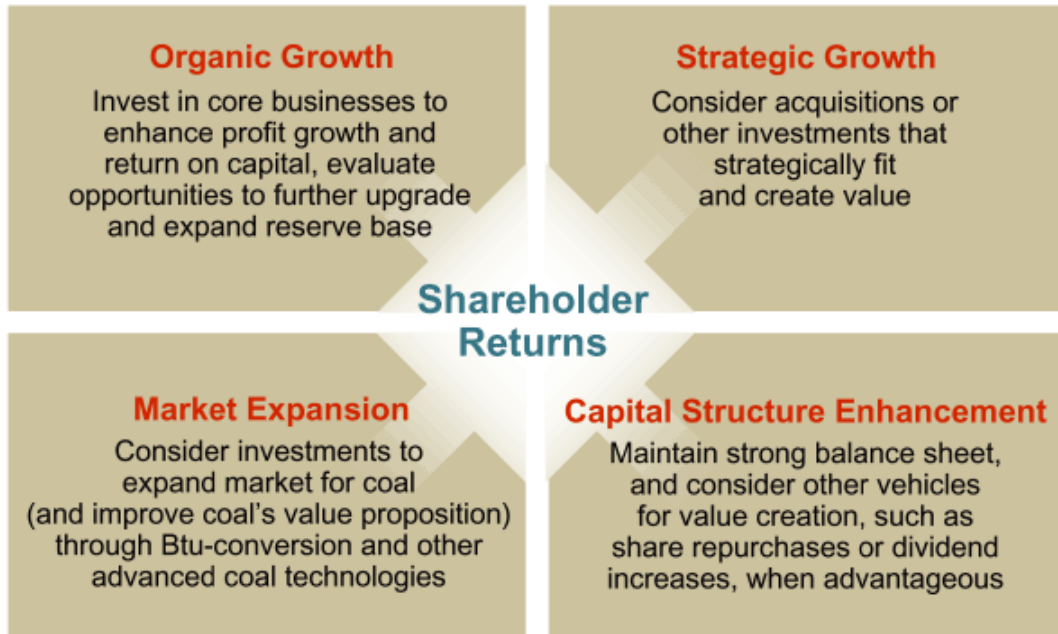 Organic Growth
Invest in core businesses to
enhance profit growth and
return on capital, evaluate
opportunities to further upgrade
and expand reserve base
Strategic Growth
Consider acquisitions or
other investments that
strategically fit
and create value
Shareholder
Returns
Market Expansion
Consider investments to
expand market for coal
(and improve coal's value proposition)
through Btu-conversion and other
advanced coal technologies
Capital Structure Enhancement
Maintain strong balance sheet,
and consider other vehicles
for value creation, such as
share repurchases or dividend
increases, when advantageous